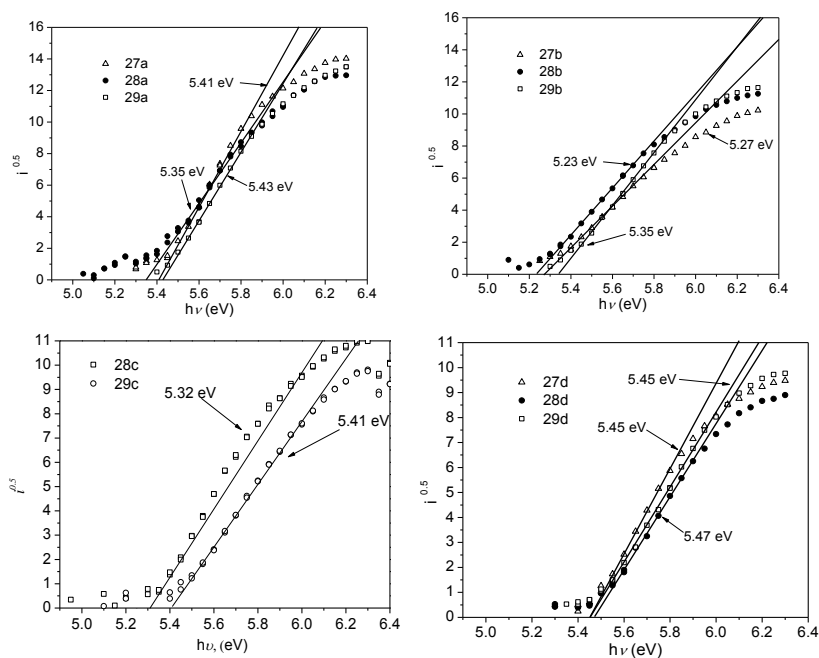 16
14
12
10
8
6
4
2
0
27a
28a
29a
5.41 eV
5.35 eV
5.43 eV
i 0.5
5.0 5.2 5.4 5.6 5.8 6.0 6.2 6.4
hν (eV)
16
14
12
10
8
6
4
2
0
27b
28b
29b
5.23 eV
5.27 eV
5.35 eV
i 0.5
5.0 5.2 5.4 5.6 5.8 6.0 6.2 6.4
hν (eV)
11
10
9
8
7
6
5
4
3
2
1
0
28c
29c
5.32 eV
5.41 eV
i 0.5
5.0 5.2 5.4 5.6 5.8 6.0 6.2 6.4
hυ, (eV)
11
10
9
8
7
6
5
4
3
2
1
0
27d
28d
29d
5.45 eV
5.45 eV
5.47 eV
i 0.5
5.0 5.2 5.4 5.6 5.8 6.0 6.2 6.4
hν (eV)